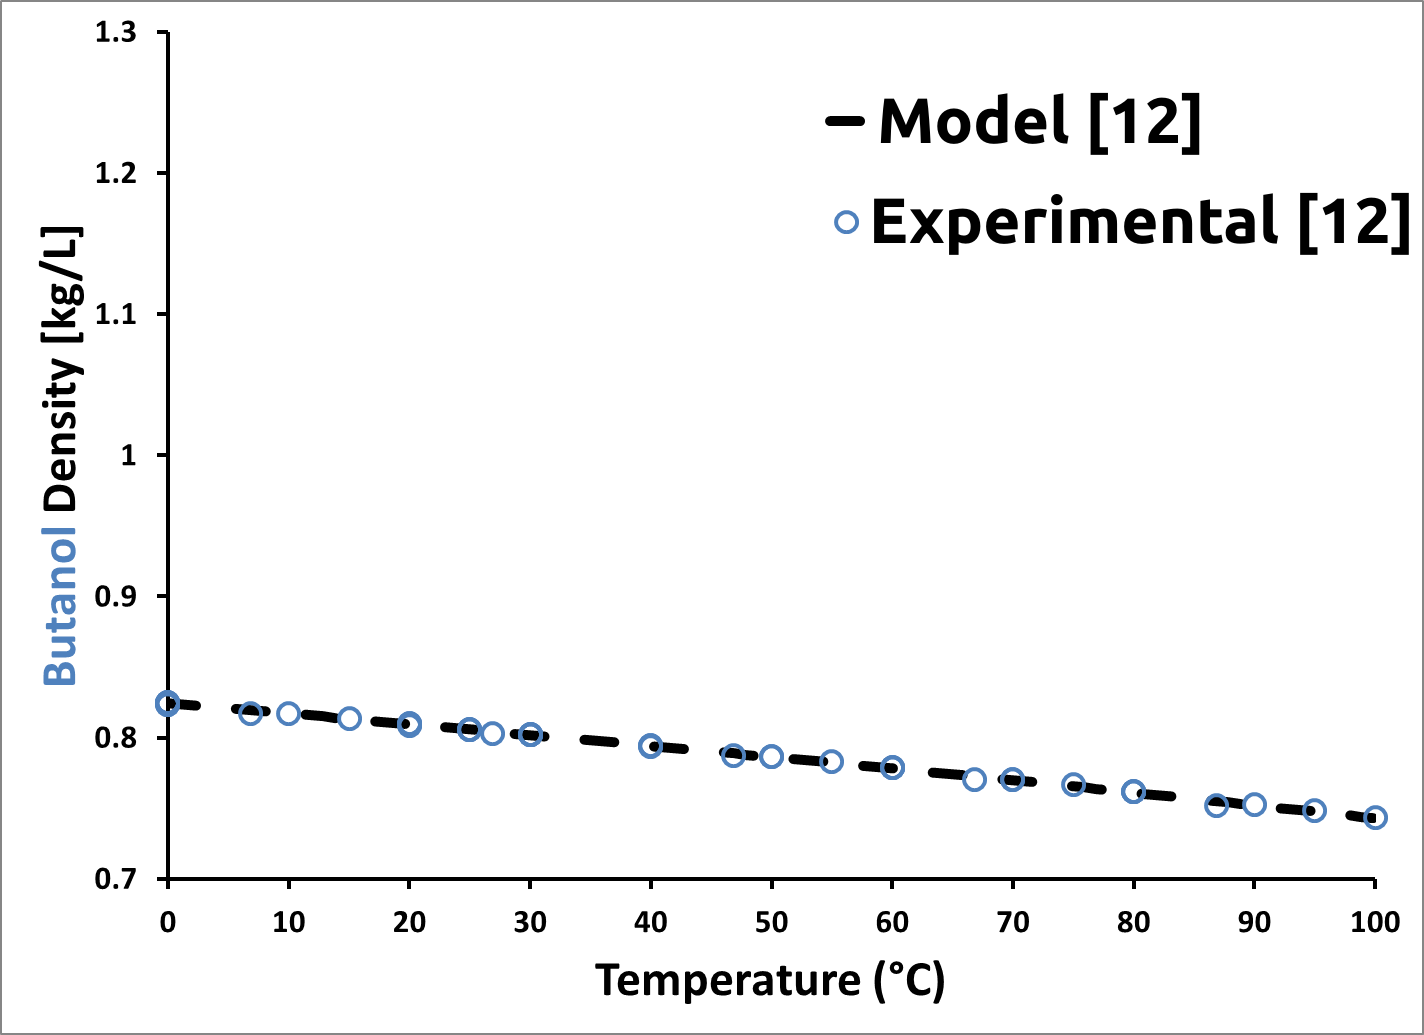 1.3
1.2
1.1
1
0.9
0.8
0.7
Butanol Density [kg/L]
Model [12]
Experimental [12]
0 10 20 30 40 50 60 70 80 90 100
Temperature (°C)